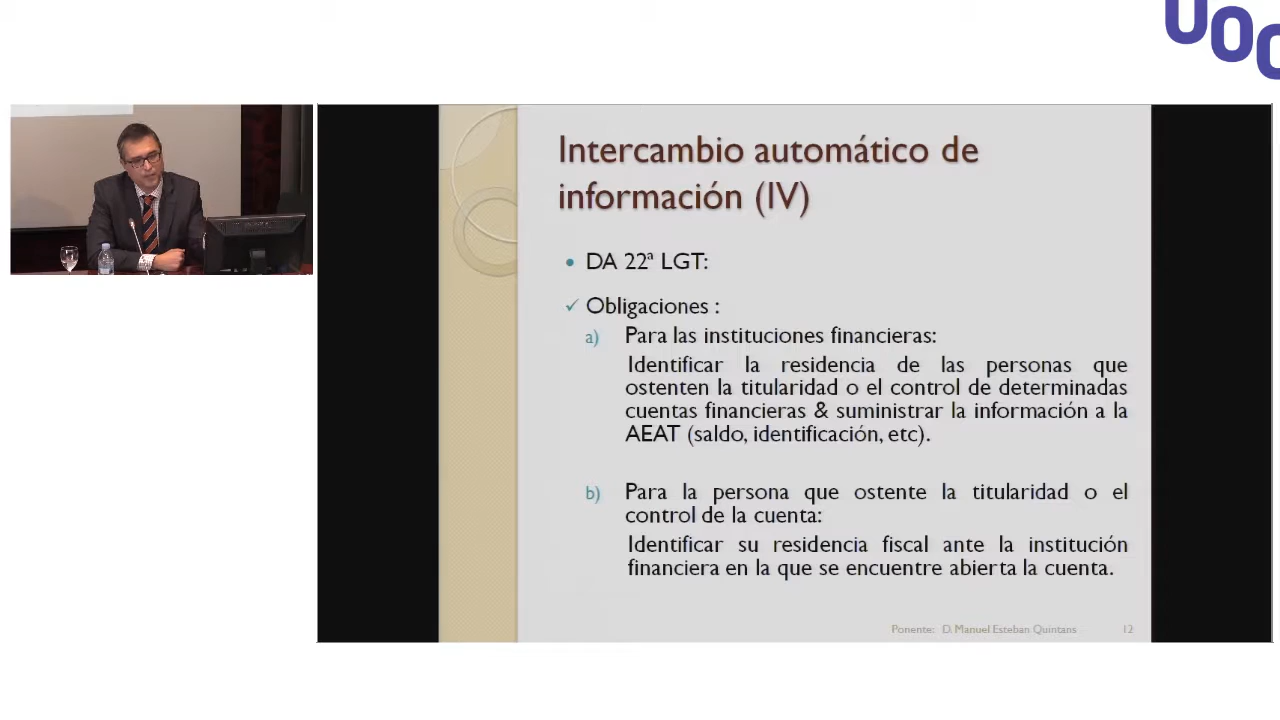 UOC
Intercambio automático de
información (IV)
• DA 22ª LGT:
✓ Obligaciones :
a) Para las instituciones financieras:
Identificar la residencia de las personas que
ostenten la titularidad o el control de determinadas
cuentas financieras & suministrar la información a la
AEAT (saldo, identificación, etc).
b) Para la persona que ostente la titularidad o el
control de la cuenta:
Identificar su residencia fiscal ante la institución
financiera en la que se encuentre abierta la cuenta.
Ponente: D. Manuel Esteban Quintans 12